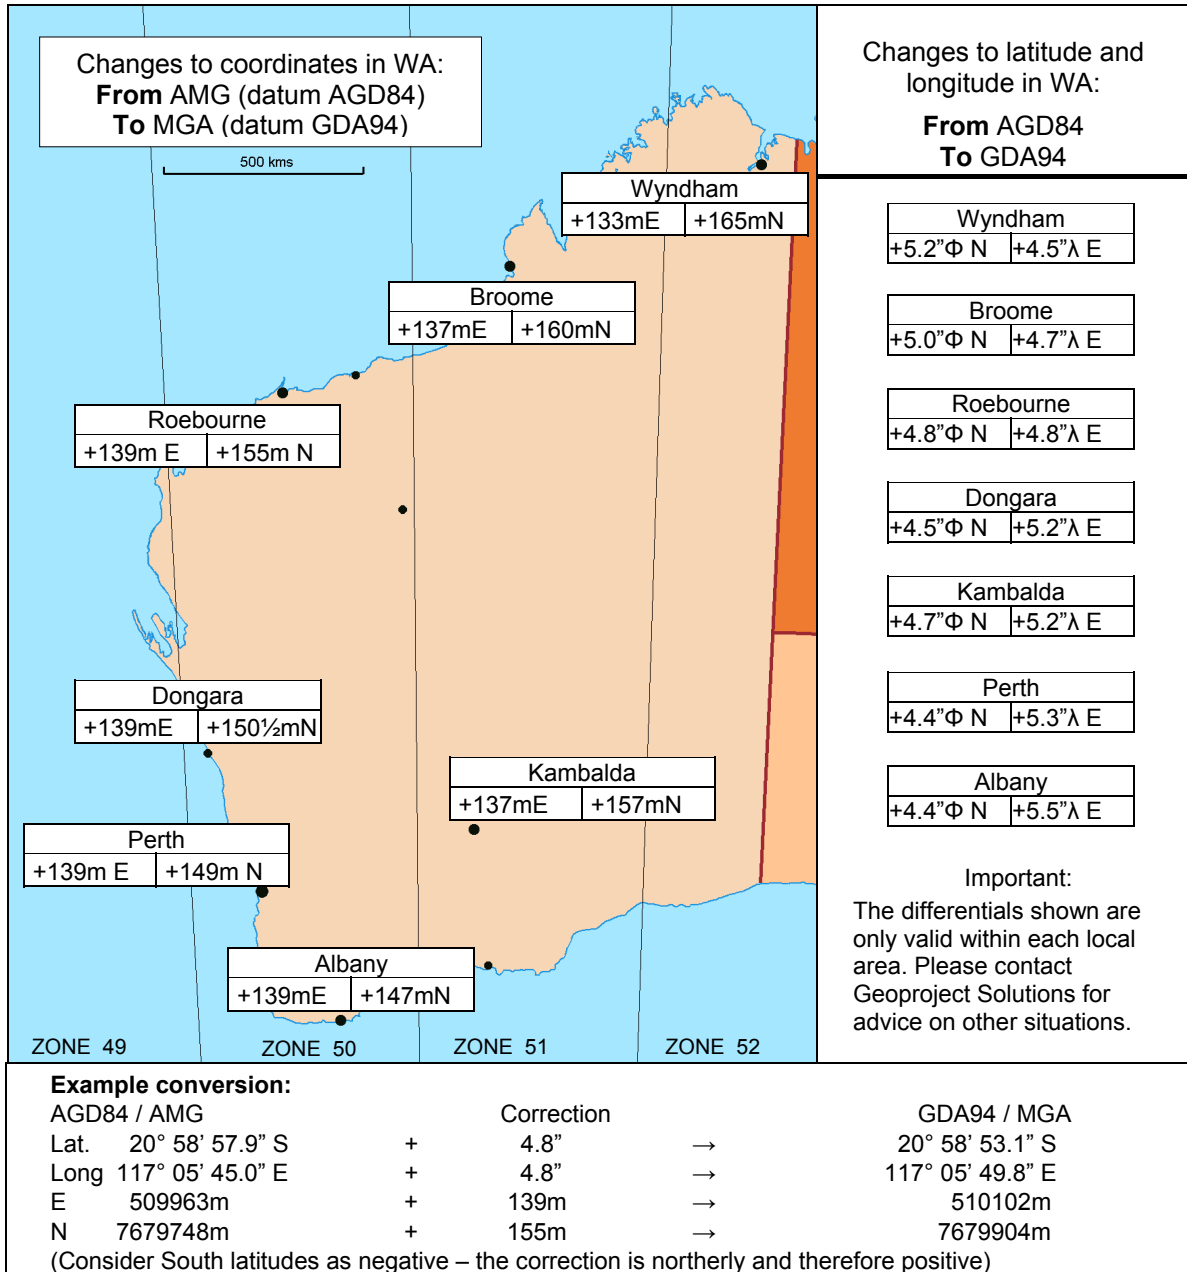 Changes to coordinates in WA:
From AMG (datum AGD84)
To MGA (datum GDA94)
500 kms
Wyndham
+133mE +165mN
Broome
+137mE +160mN
Roebourne
+139m E +155m N
Dongara
+139mE +150½mN
Kambalda
+137mE +157mN
Perth
+139m E +149m N
Albany
+139mE +147mN
ZONE 49 ZONE 50 ZONE 51 ZONE 52
Changes to latitude and
longitude in WA:
From AGD84
To GDA94
Wyndham
+5.2”Φ N +4.5”λ E
Broome
+5.0”Φ N +4.7”λ E
Roebourne
+4.8”Φ N +4.8”λ E
Dongara
+4.5”Φ N +5.2”λ E
Kambalda
+4.7”Φ N +5.2”λ E
Perth
+4.4”Φ N +5.3”λ E
Albany
+4.4”Φ N +5.5”λ E
Important:
The differentials shown are
only valid within each local
area. Please contact
Geoproject Solutions for
advice on other situations.
Example conversion:
AGD84 / AMG Correction GDA94 / MGA
Lat. 20° 58’ 57.9” S + 4.8” → 20° 58’ 53.1” S
Long 117° 05’ 45.0” E + 4.8” → 117° 05’ 49.8” E
E 509963m + 139m → 510102m
N 7679748m + 155m → 7679904m
(Consider South latitudes as negative – the correction is northerly and therefore positive)